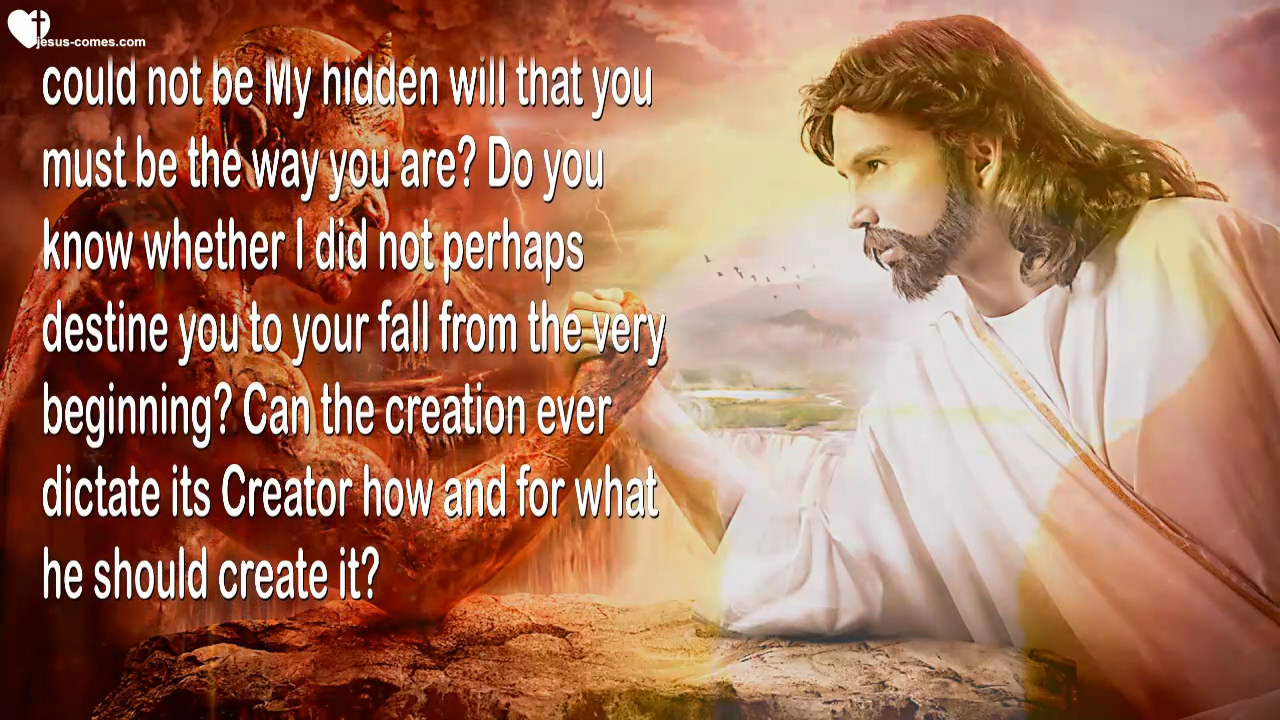 jesus-comes.com
could not be My hidden will that you
must be the way you are? Do you
know whether I did not perhaps
destine you to your fall from the very
beginning? Can the creation ever
dictate its Creator how and for what
he should create it?